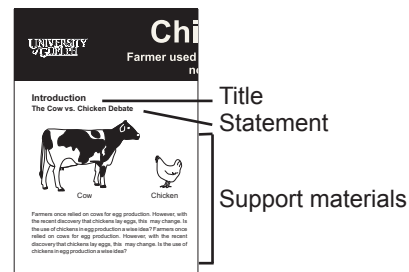 UNIVERSITY
of GUELPH
Chi
Farmer used
n
Introduction
The Cow vs. Chicken Debate
Title
Statement
Support materials
Cow
Chicken
Farmers once relied on cows for egg production. However, with
the recent discovery that chickens lay eggs, this may change. Is
the use of chickens in egg production a wise idea? Farmers once
relied on cows for egg production. However, with the recent
discovery that chickens lay eggs, this may change. Is the use of
chickens in egg production a wise idea?